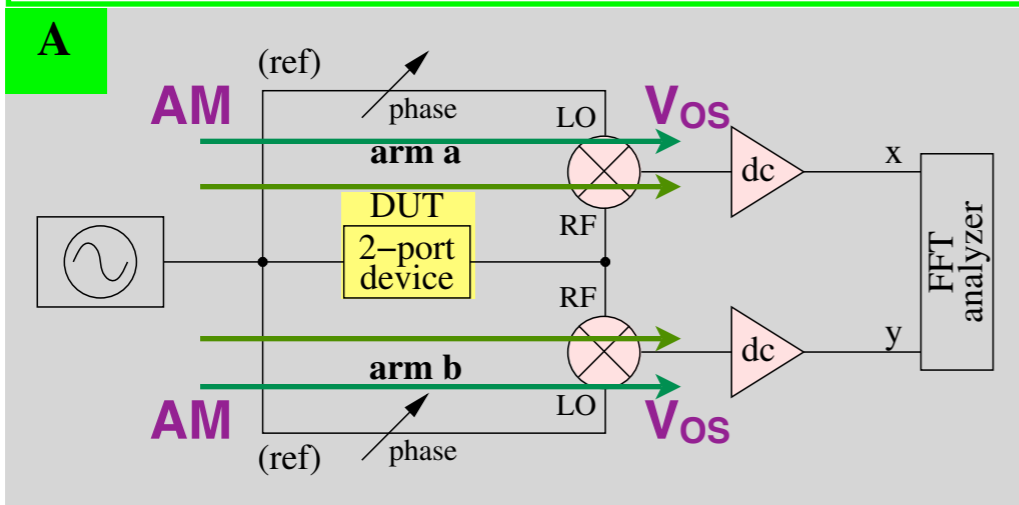 A
(ref)
phase
AM
VOS
LO
arm a
dc
x
DUT
RF
2−port
device
FFT
analyzer
RF
dc
y
arm b
LO
AM
VOS
(ref)
phase